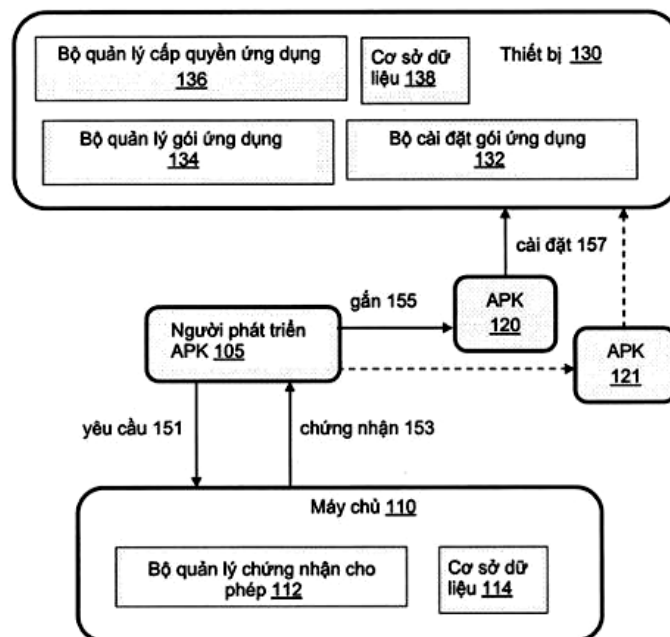 Bộ quản lý cấp quyền ứng dụng
136
Cơ sở dữ
liệu 138
Thiết bị 130
Bộ quản lý gói ứng dụng
134
Bộ cài đặt gói ứng dụng
132
cài đặt 157
gắn 155
APK
120
Người phát triển
APK 105
APK
121
yêu cầu 151
chứng nhận 153
Máy chủ 110
Bộ quản lý chứng nhận cho
phép 112
Cơ sở dữ
liệu 114